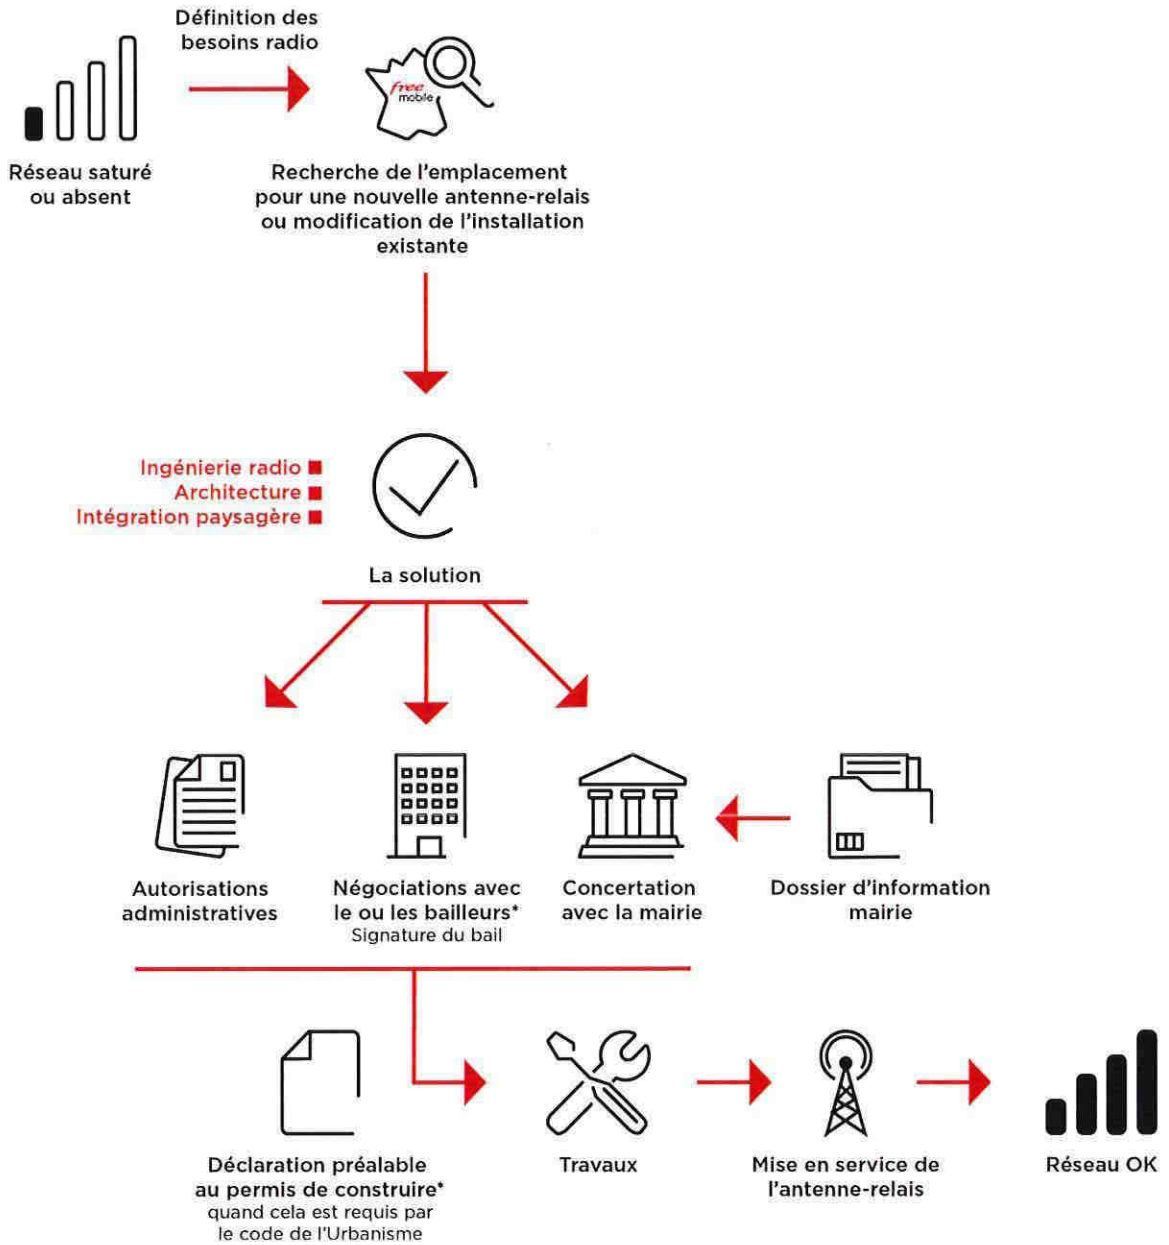 Définition des
besoins radio
free
mobile
Réseau saturé
ou absent
Recherche de l'emplacement
pour une nouvelle antenne-relais
ou modification de l'installation
existante
Ingénierie radio
Architecture
Intégration paysagère
La solution
Autorisations
administratives
Négociations avec
le ou les bailleurs*
Signature du bail
Concertation
avec la mairie
Dossier d'information
mairie
Déclaration préalable
au permis de construire*
quand cela est requis par
le code de l'Urbanisme
Travaux
Mise en service de
l'antenne-relais
Réseau OK